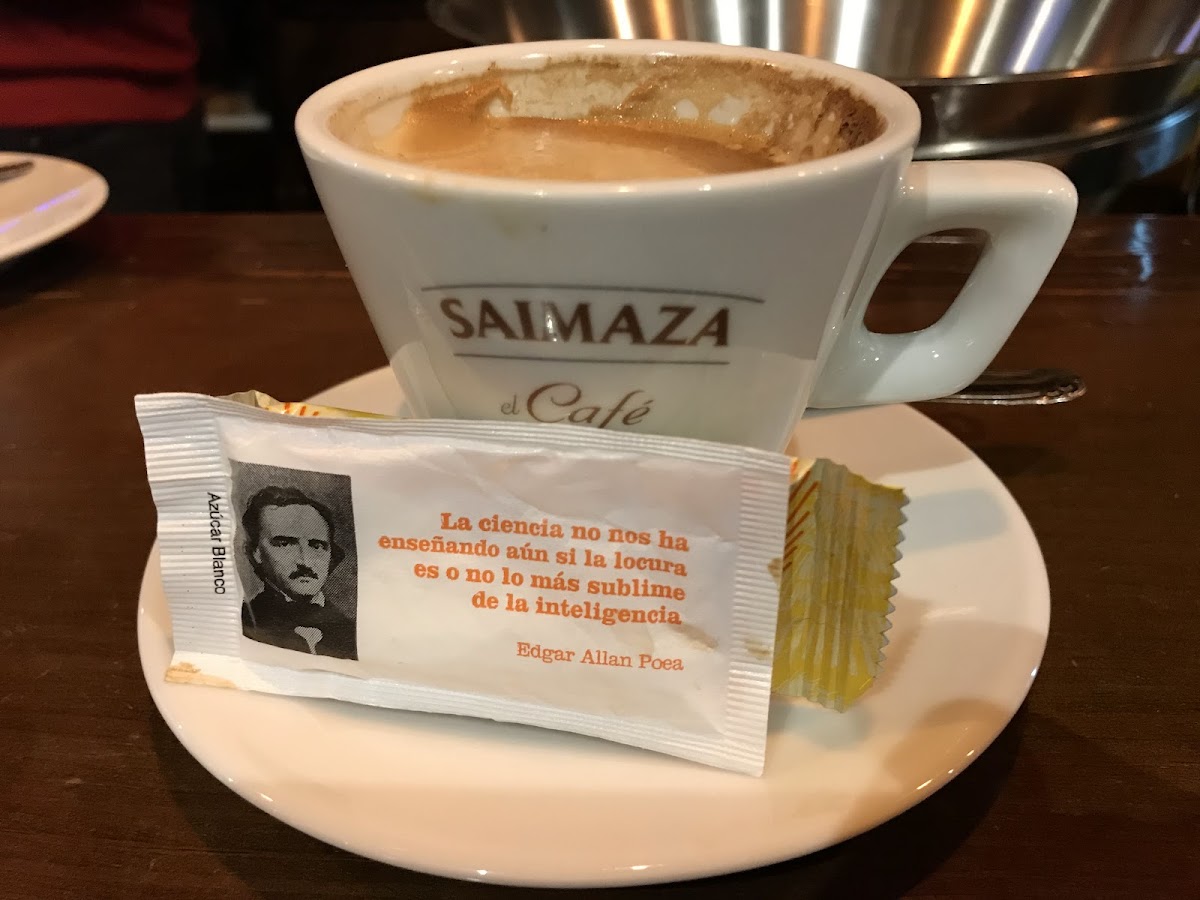 SAIMAZA
el Café
Azúcar Blanco
La ciencia no nos ha
enseñando aún si la locura
es o no lo más sublime
de la inteligencia
Edgar Allan Poea